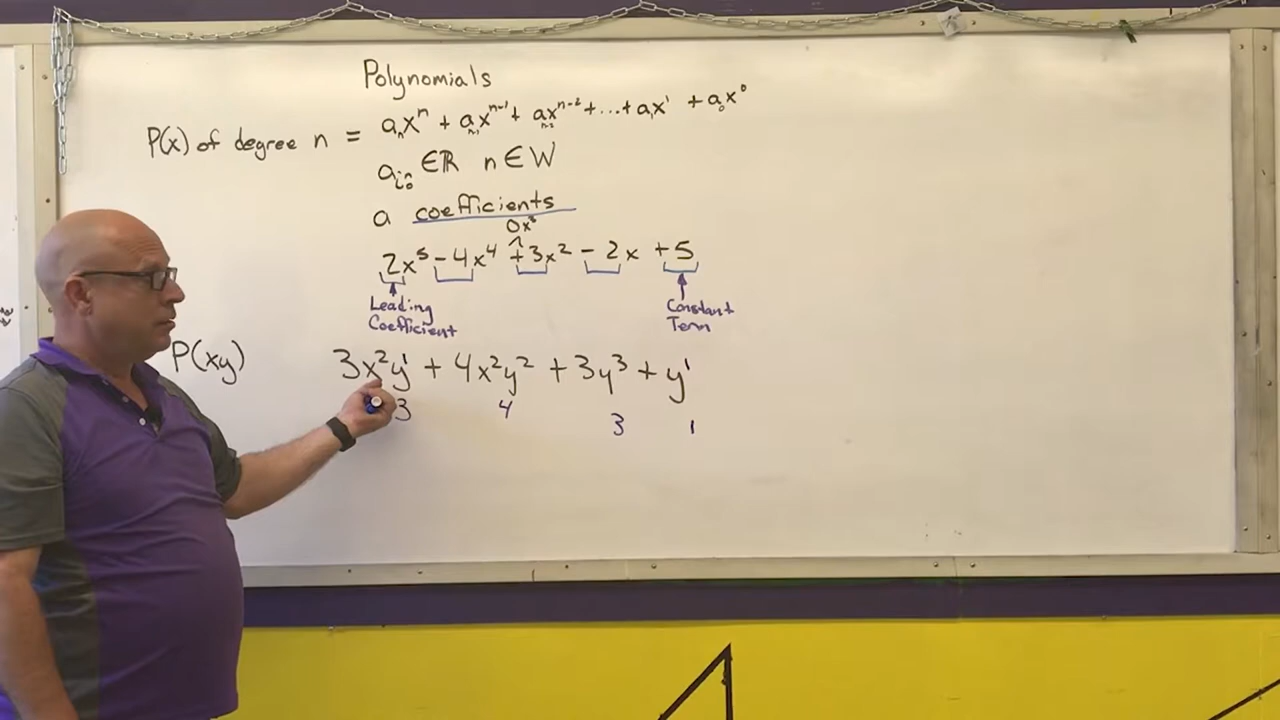 Polynomials
P(x) of degree n = aₙxⁿ + aₙ₋₁xⁿ⁻¹ + aₙ₋₂xⁿ⁻² + ... + a₁x¹ + a₀x⁰
∈ℝ n∈W
a coefficients
0x³
2x⁵ - 4x⁴ + 3x² - 2x + 5
Leading Constant
Coefficient Term
P(xy) 3x²y¹ + 4x²y² + 3y³ + y¹
3 4 3 1